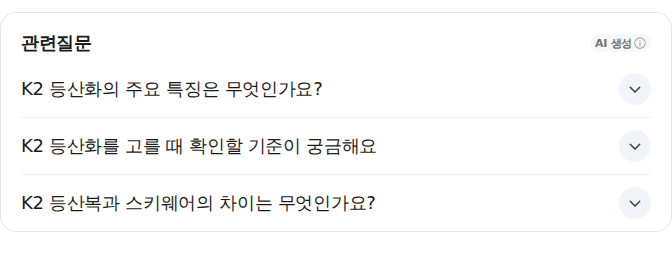 관련질문
AI 생성 ⓘ
K2 등산화의 주요 특징은 무엇인가요?
K2 등산화를 고를 때 확인할 기준이 궁금해요
K2 등산복과 스키웨어의 차이는 무엇인가요?